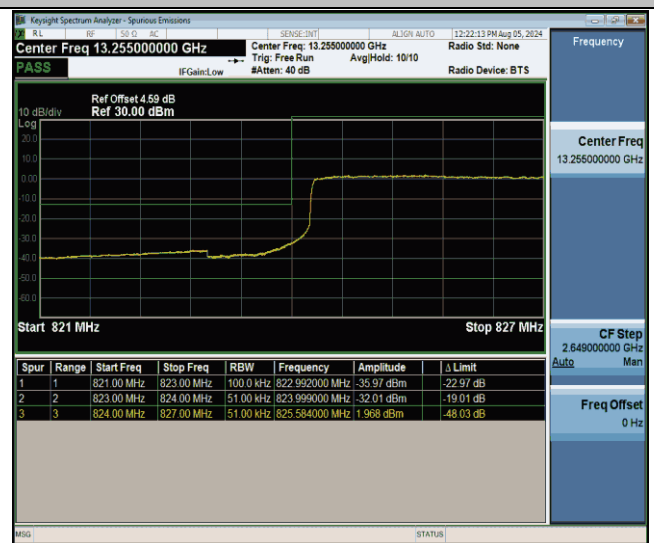 Keysight Spectrum Analyzer - Spurious Emissions
RL RF 50 Ω AC SENSE:INT ALIGN AUTO 12:22:13 PM Aug 05, 2024
Center Freq 13.255000000 GHz Center Freq: 13.255000000 GHz Radio Std: None
Trig: Free Run Avg|Hold: 10/10
PASS IFGain:Low #Atten: 40 dB Radio Device: BTS
Ref Offset 4.59 dB
10 dB/div Ref 30.00 dBm
Log
20.0
10.0
0.00
-10.0
-20.0
-30.0
-40.0
-50.0
-60.0
Start 821 MHz Stop 827 MHz
Spur Range Start Freq Stop Freq RBW Frequency Amplitude Δ Limit
1 1 821.00 MHz 823.00 MHz 100.0 kHz 822.992000 MHz -35.97 dBm -22.97 dB
2 2 823.00 MHz 824.00 MHz 51.00 kHz 823.999000 MHz -32.01 dBm -19.01 dB
3 3 824.00 MHz 827.00 MHz 51.00 kHz 825.584000 MHz 1.968 dBm -48.03 dB
Frequency
Center Freq
13.255000000 GHz
CF Step
2.649000000 GHz
Auto Man
Freq Offset
0 Hz
MSG STATUS